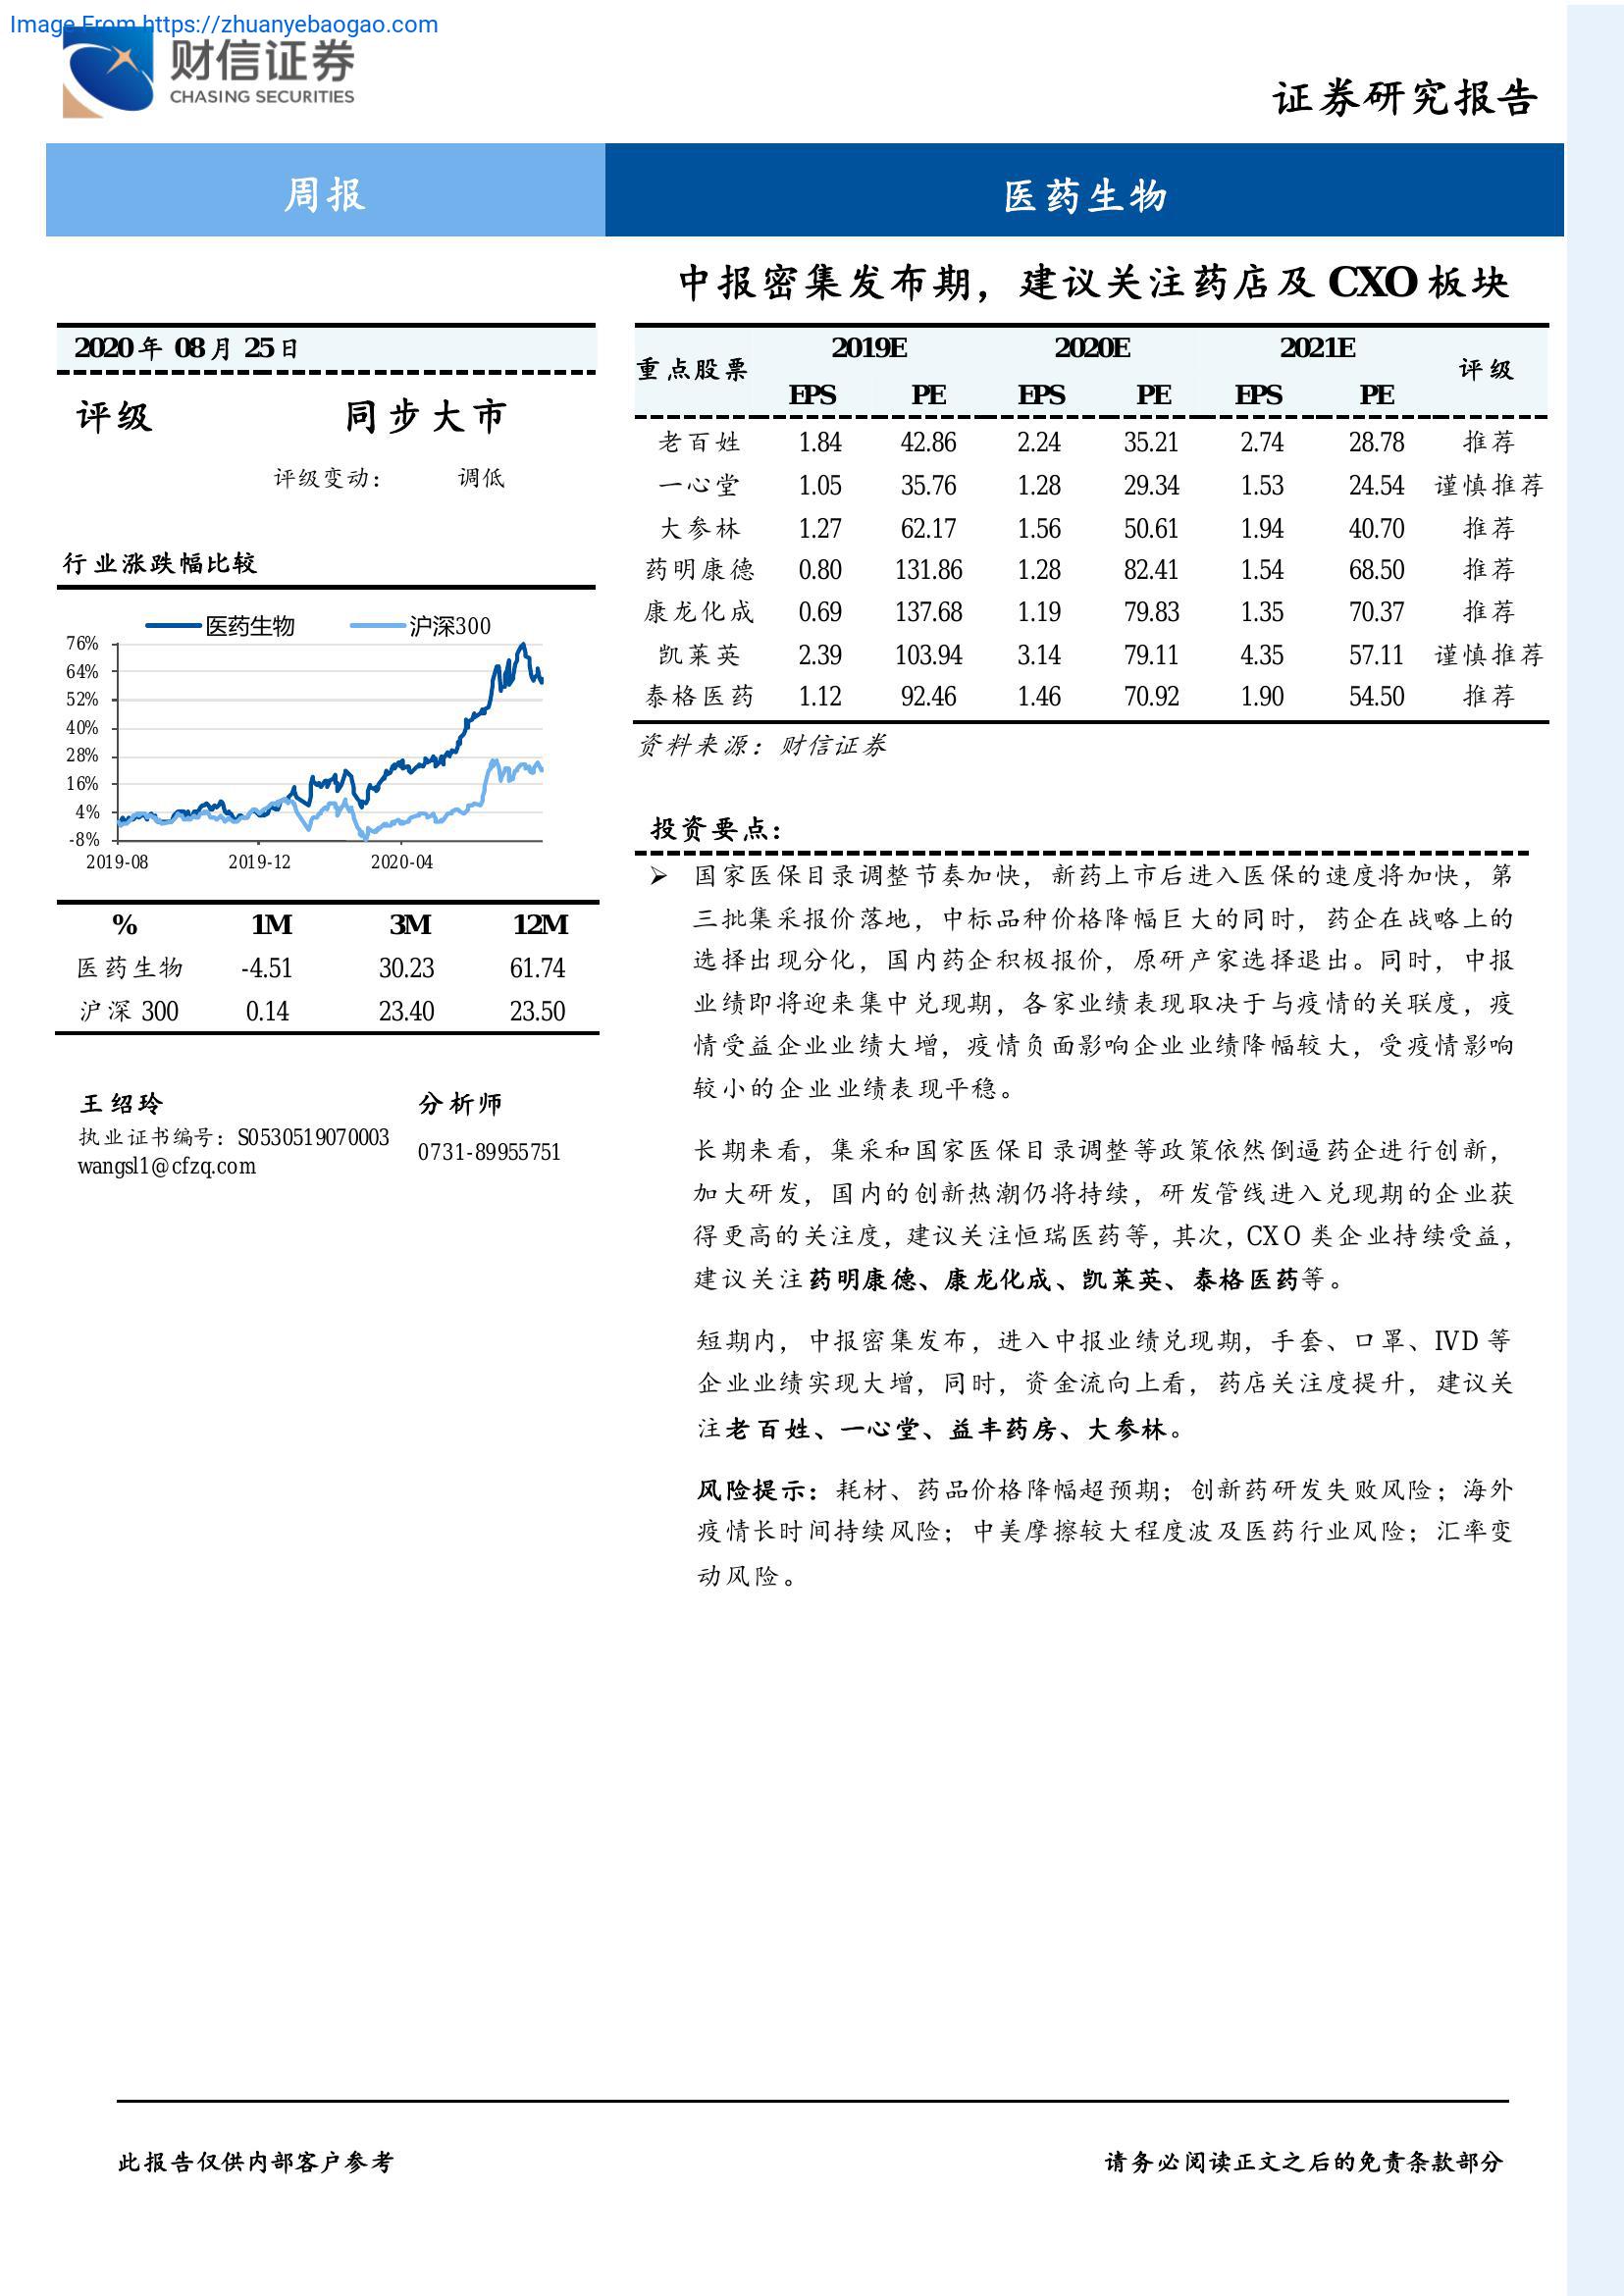 Image From https://zhuanyebaogao.com
财信证券
CHASING SECURITIES
证券研究报告
周报
医药生物
中报密集发布期，建议关注药店及 CXO 板块
2020 年 08 月 25 日
评级 同步大市
评级变动： 调低
行业涨跌幅比较
医药生物 沪深300
76%
64%
52%
40%
28%
16%
4%
-8%
2019-08 2019-12 2020-04
% 1M 3M 12M
医药生物 -4.51 30.23 61.74
沪深 300 0.14 23.40 23.50
王绍玲 分析师
执业证书编号：S0530519070003
wangsl1@cfzq.com
0731-89955751
重点股票 2019E 2020E 2021E 评级
EPS PE EPS PE EPS PE
老百姓 1.84 42.86 2.24 35.21 2.74 28.78 推荐
一心堂 1.05 35.76 1.28 29.34 1.53 24.54 谨慎推荐
大参林 1.27 62.17 1.56 50.61 1.94 40.70 推荐
药明康德 0.80 131.86 1.28 82.41 1.54 68.50 推荐
康龙化成 0.69 137.68 1.19 79.83 1.35 70.37 推荐
凯莱英 2.39 103.94 3.14 79.11 4.35 57.11 谨慎推荐
泰格医药 1.12 92.46 1.46 70.92 1.90 54.50 推荐
资料来源：财信证券
投资要点：
➢ 国家医保目录调整节奏加快，新药上市后进入医保的速度将加快，第
三批集采报价落地，中标品种价格降幅巨大的同时，药企在战略上的
选择出现分化，国内药企积极报价，原研产家选择退出。同时，中报
业绩即将迎来集中兑现期，各家业绩表现取决于与疫情的关联度，疫
情受益企业业绩大增，疫情负面影响企业业绩降幅较大，受疫情影响
较小的企业业绩表现平稳。
长期来看，集采和国家医保目录调整等政策依然倒逼药企进行创新，
加大研发，国内的创新热潮仍将持续，研发管线进入兑现期的企业获
得更高的关注度，建议关注恒瑞医药等，其次，CXO 类企业持续受益，
建议关注药明康德、康龙化成、凯莱英、泰格医药等。
短期内，中报密集发布，进入中报业绩兑现期，手套、口罩、IVD 等
企业业绩实现大增，同时，资金流向上看，药店关注度提升，建议关
注老百姓、一心堂、益丰药房、大参林。
风险提示：耗材、药品价格降幅超预期；创新药研发失败风险；海外
疫情长时间持续风险；中美摩擦较大程度波及医药行业风险；汇率变
动风险。
此报告仅供内部客户参考
请务必阅读正文之后的免责条款部分